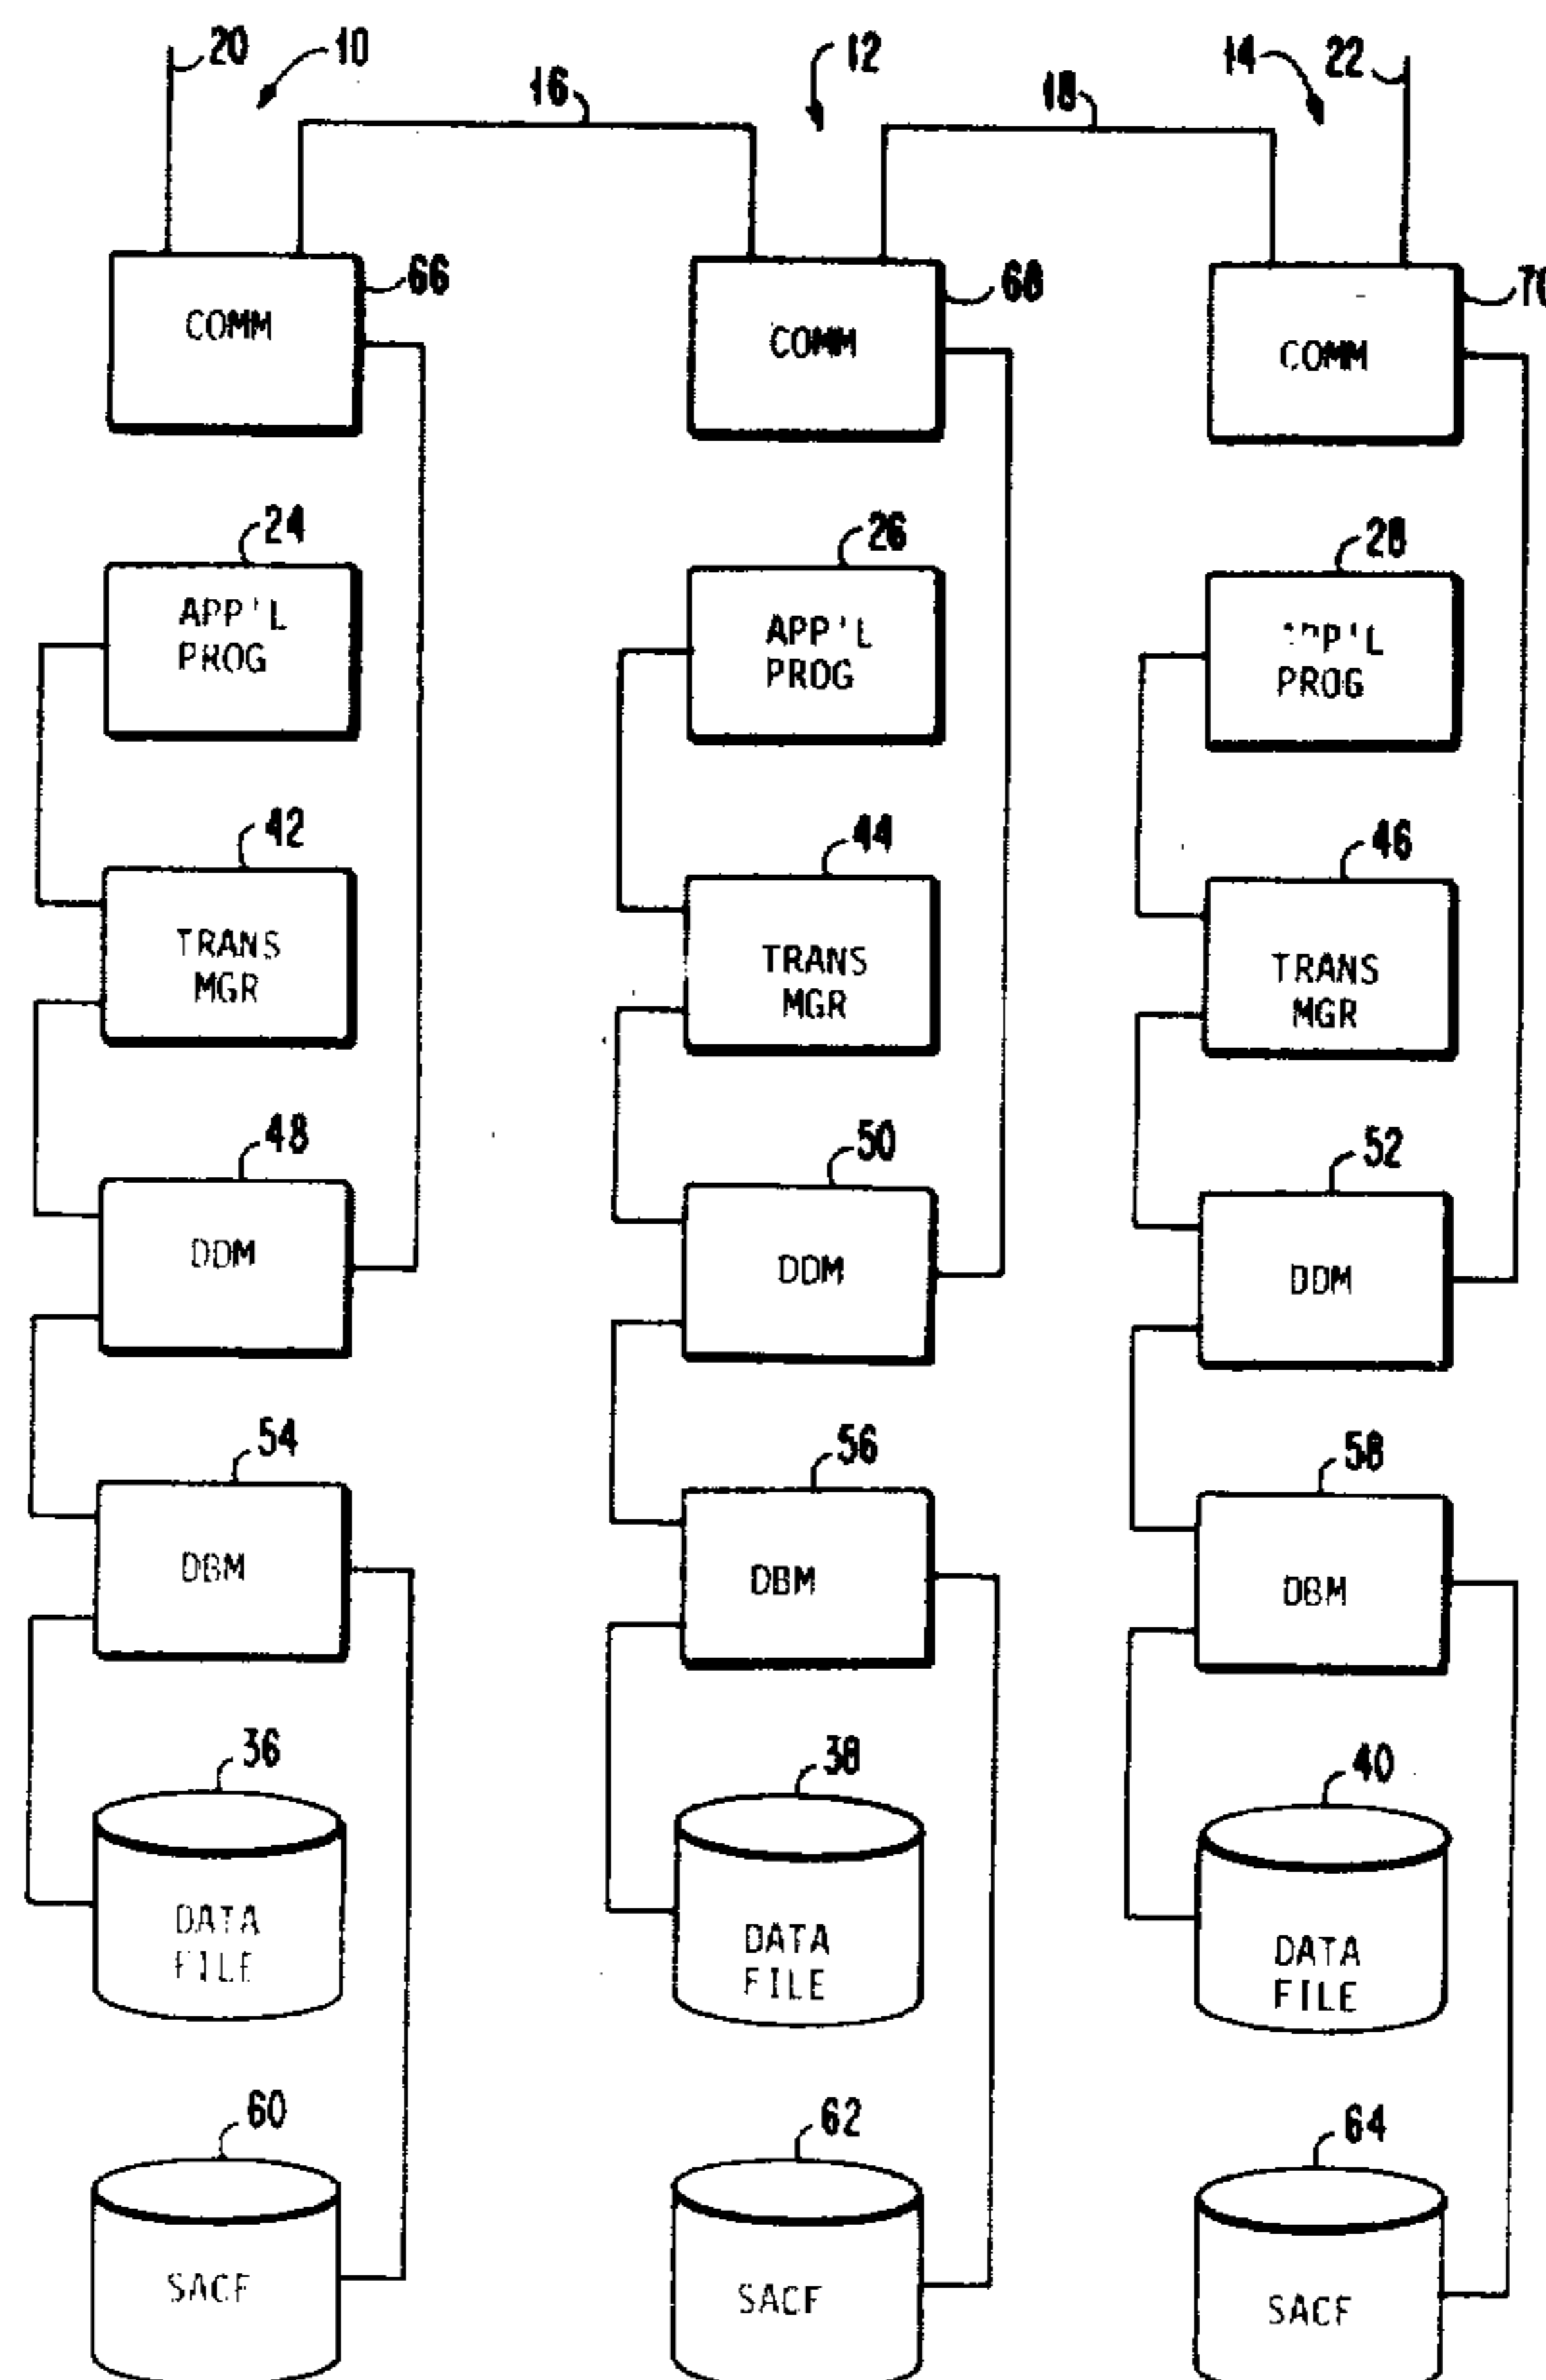 20 10 12 14 22
16 18
66 68
COMM COMM COMM
24 26 28
APP'L PROG
APP'L PROG
PROG
42 44 46
TRANS MGR
TRANS MGR
TRANS MGR
48 50 52
DDM DDM DDM
54 56 58
DBM DBM DBM
36 38 40
DATA FILE
DATA FILE
DATA FILE
60 62 64
SACF SACF SACF